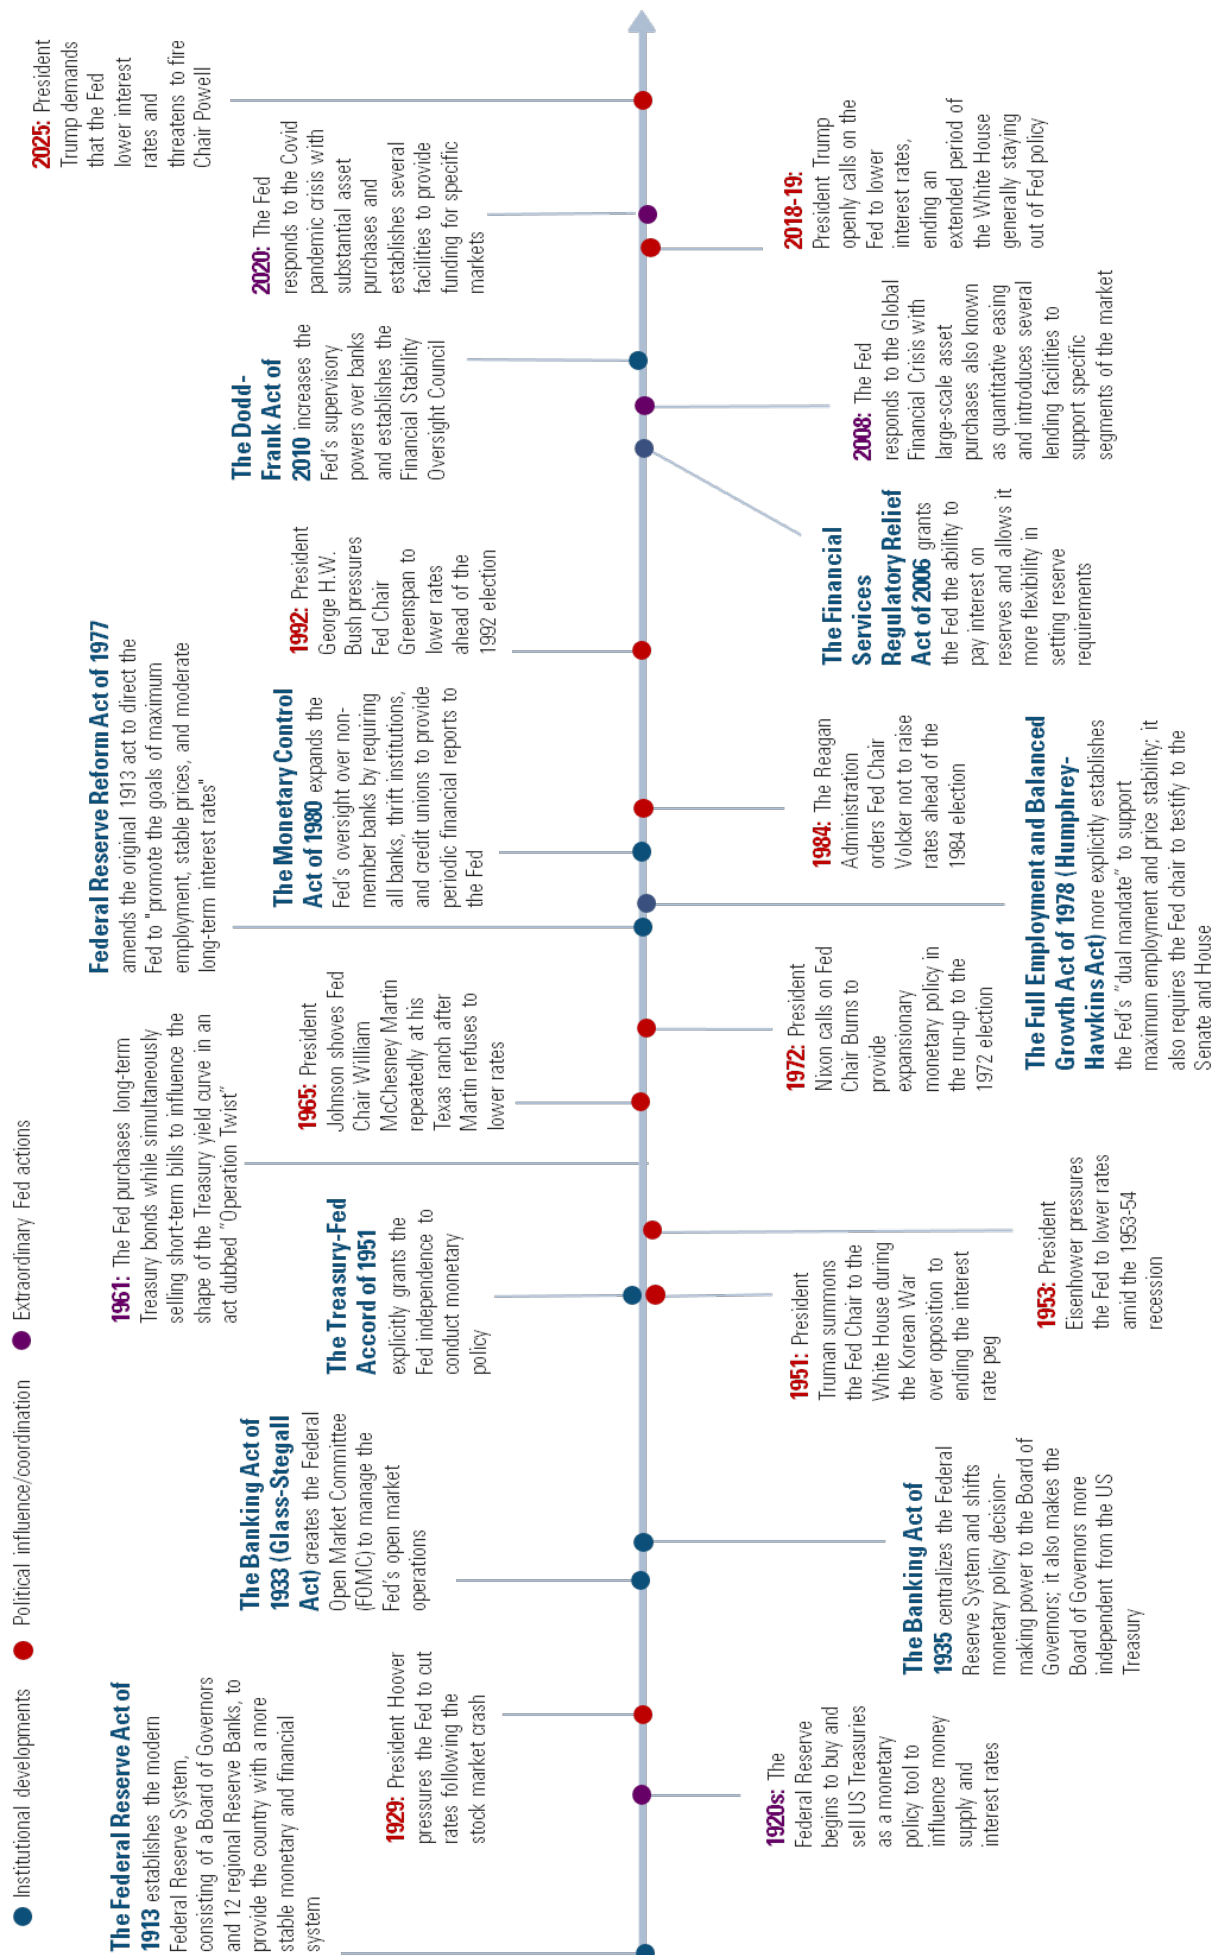 Institutional developments
Political influence/coordination
Extraordinary Fed actions
The Federal Reserve Act of
1913 establishes the modern
Federal Reserve System,
consisting of a Board of Governors
and 12 regional Reserve Banks, to
provide the country with a more
stable monetary and financial
system
1920s: The
Federal Reserve
begins to buy and
sell US Treasuries
as a monetary
policy tool to
influence money
supply and
interest rates
1929: President Hoover
pressures the Fed to cut
rates following the
stock market crash
The Banking Act of
1933 (Glass-Stegall
Act) creates the Federal
Open Market Committee
(FOMC) to manage the
Fed's open market
operations
The Banking Act of
1935 centralizes the Federal
Reserve System and shifts
monetary policy decision-
making power to the Board of
Governors; it also makes the
Board of Governors more
independent from the US
Treasury
The Treasury-Fed
Accord of 1951
explicitly grants the
Fed independence to
conduct monetary
policy
1951: President
Truman summons
the Fed Chair to the
White House during
the Korean War
over opposition to
ending the interest
rate peg
1953: President
Eisenhower pressures
the Fed to lower rates
amid the 1953-54
recession
1961: The Fed purchases long-term
Treasury bonds while simultaneously
selling short-term bills to influence the
shape of the Treasury yield curve in an
act dubbed "Operation Twist"
1965: President
Johnson shoves Fed
Chair William
McChesney Martin
repeatedly at his
Texas ranch after
Martin refuses to
lower rates
1972: President
Nixon calls on Fed
Chair Burns to
provide
expansionary
monetary policy in
the run-up to the
1972 election
Federal Reserve Reform Act of 1977
amends the original 1913 act to direct the
Fed to "promote the goals of maximum
employment, stable prices, and moderate
long-term interest rates"
The Full Employment and Balanced
Growth Act of 1978 (Humphrey-
Hawkins Act) more explicitly establishes
the Fed's "dual mandate" to support
maximum employment and price stability; it
also requires the Fed chair to testify to the
Senate and House
The Monetary Control
Act of 1980 expands the
Fed's oversight over non-
member banks by requiring
all banks, thrift institutions,
and credit unions to provide
periodic financial reports to
the Fed
1984: The Reagan
Administration
orders Fed Chair
Volcker not to raise
rates ahead of the
1984 election
1992: President
George H.W.
Bush pressures
Fed Chair
Greenspan to
lower rates
ahead of the
1992 election
The Financial
Services
Regulatory Relief
Act of 2006 grants
the Fed the ability to
pay interest on
reserves and allows it
more flexibility in
setting reserve
requirements
2008: The Fed
responds to the Global
Financial Crisis with
large-scale asset
purchases also known
as quantitative easing
and introduces several
lending facilities to
support specific
segments of the market
The Dodd-
Frank Act of
2010 increases the
Fed's supervisory
powers over banks
and establishes the
Financial Stability
Oversight Council
2018-19:
President Trump
openly calls on the
Fed to lower
interest rates,
ending an
extended period of
the White House
generally staying
out of Fed policy
2020: The Fed
responds to the Covid
pandemic crisis with
substantial asset
purchases and
establishes several
facilities to provide
funding for specific
markets
2025: President
Trump demands
that the Fed
lower interest
rates and
threatens to fire
Chair Powell